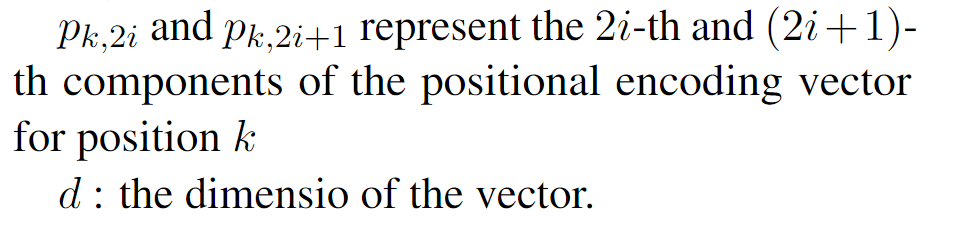 p_{k,2i} and p_{k,2i+1} represent the 2i-th and (2i+1)-
th components of the positional encoding vector
for position k
d : the dimensio of the vector.